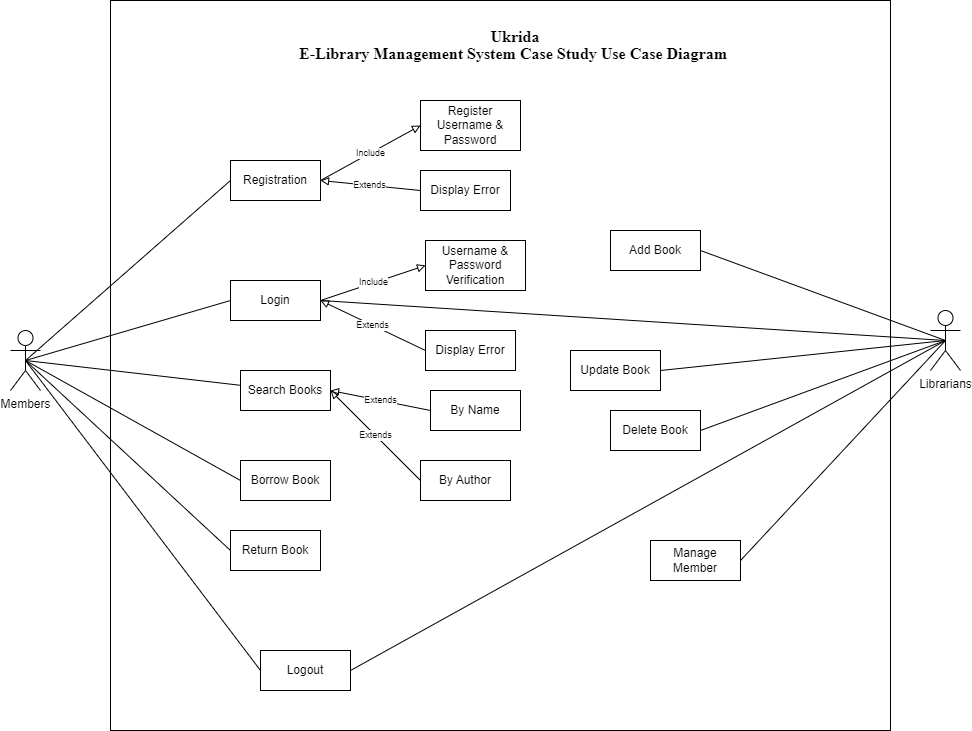 Ukrida
E-Library Management System Case Study Use Case Diagram
Register
Username &
Password
Include
Registration
Extends
Display Error
Username &
Password
Verification
Add Book
Include
Login
Extends
Display Error
Update Book
Members
Librarians
Search Books
Extends
By Name
Extends
Delete Book
Borrow Book
By Author
Return Book
Manage
Member
Logout